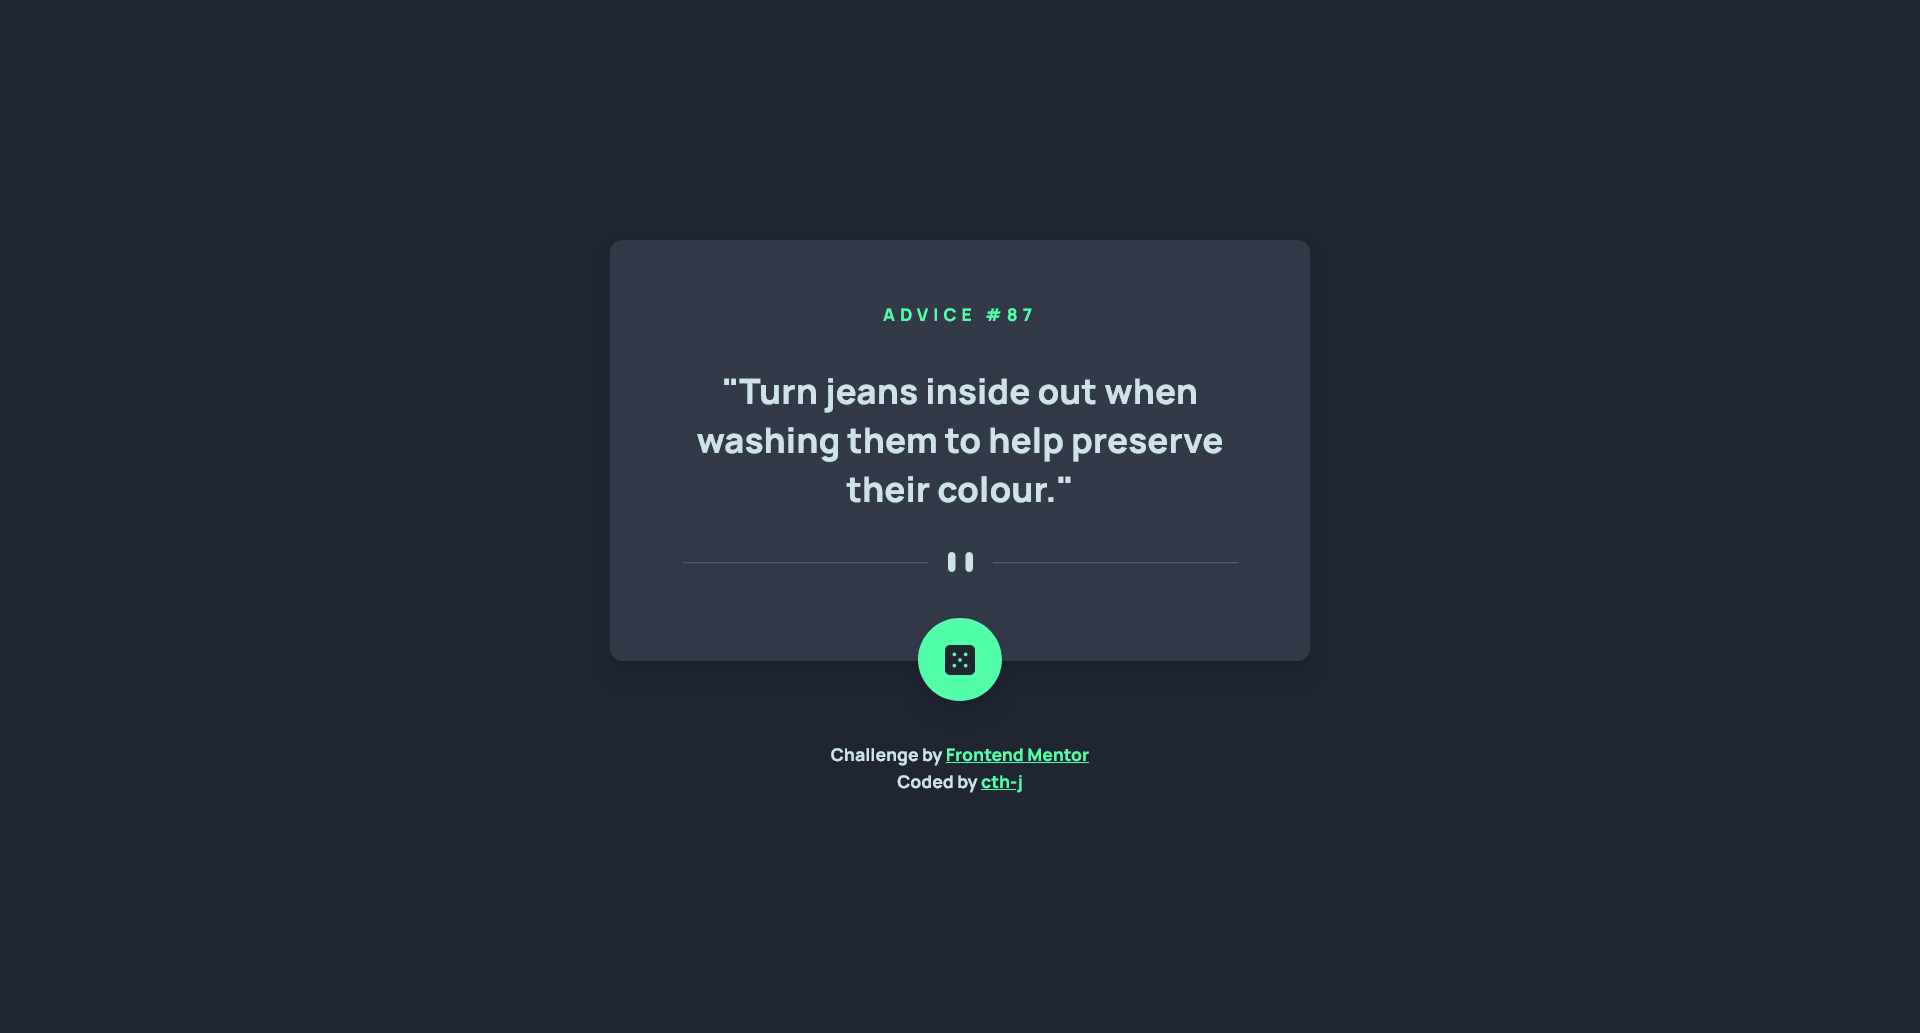 ADVICE #87
"Turn jeans inside out when
washing them to help preserve
their colour."
Challenge by Frontend Mentor
Coded by cth-j